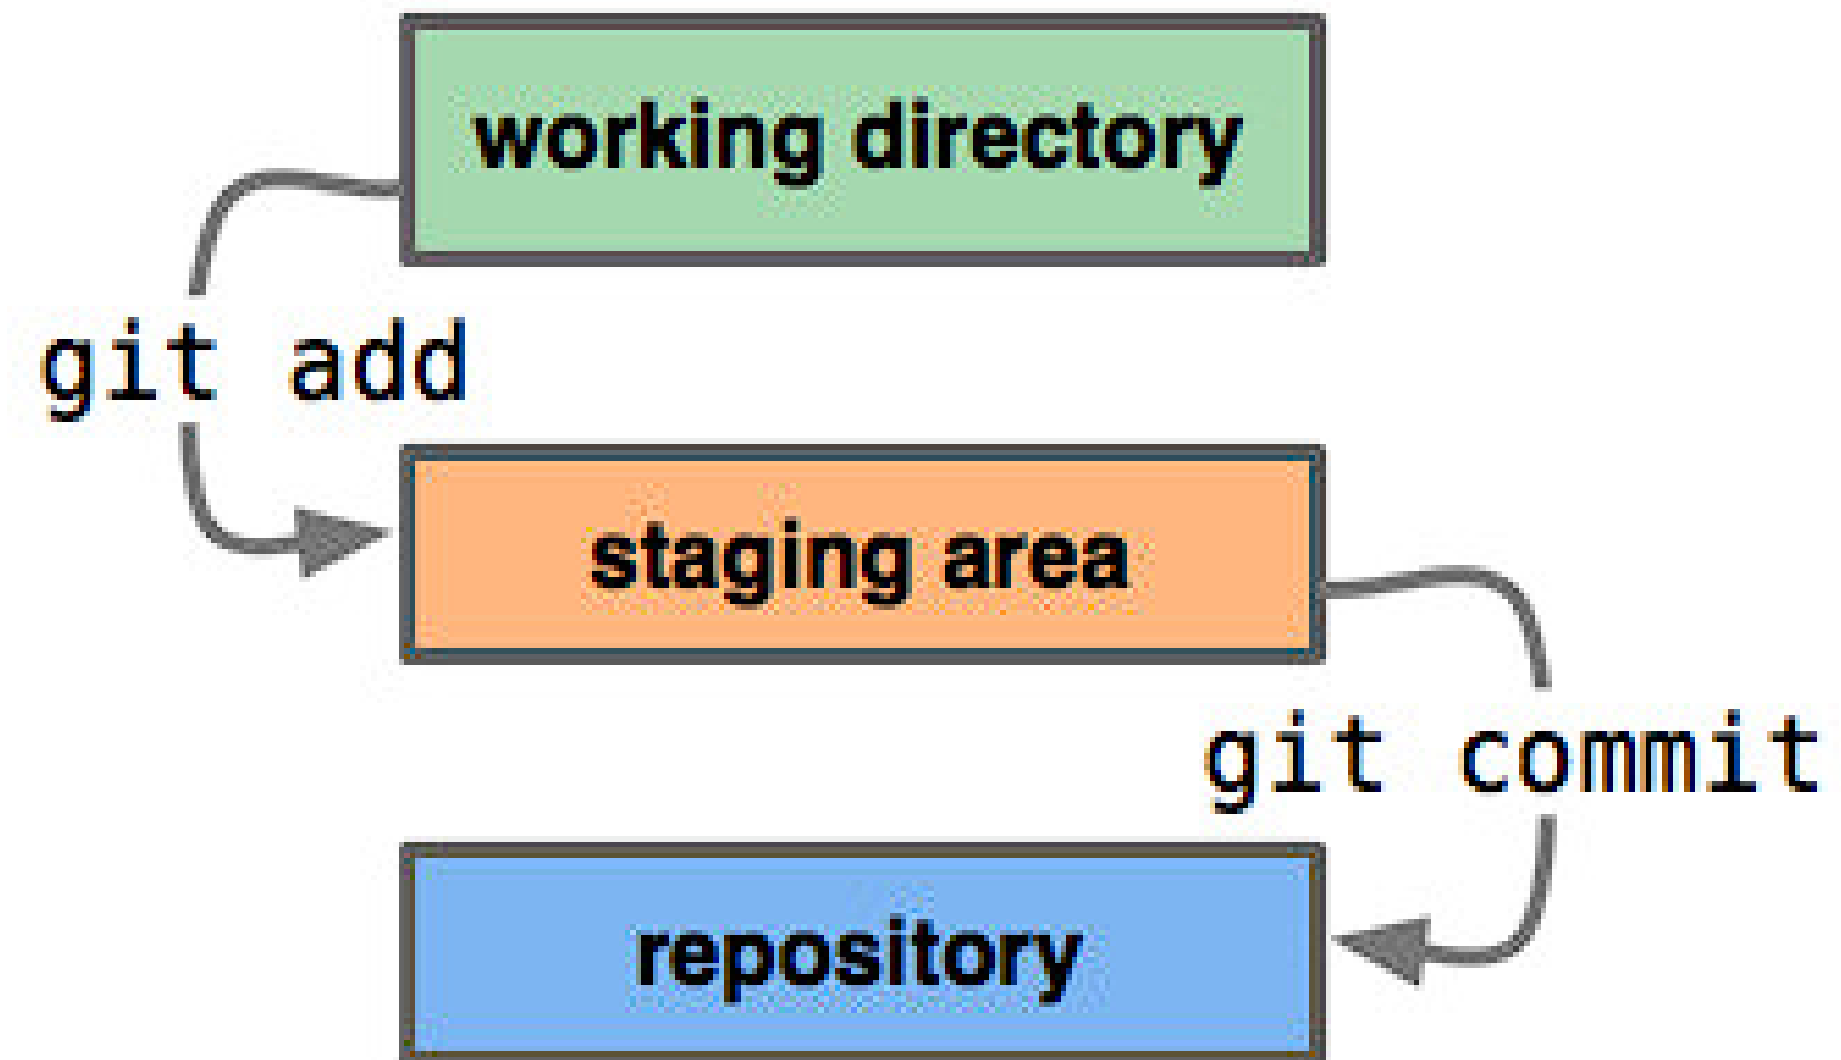 working directory
git add
staging area
git commit
repository